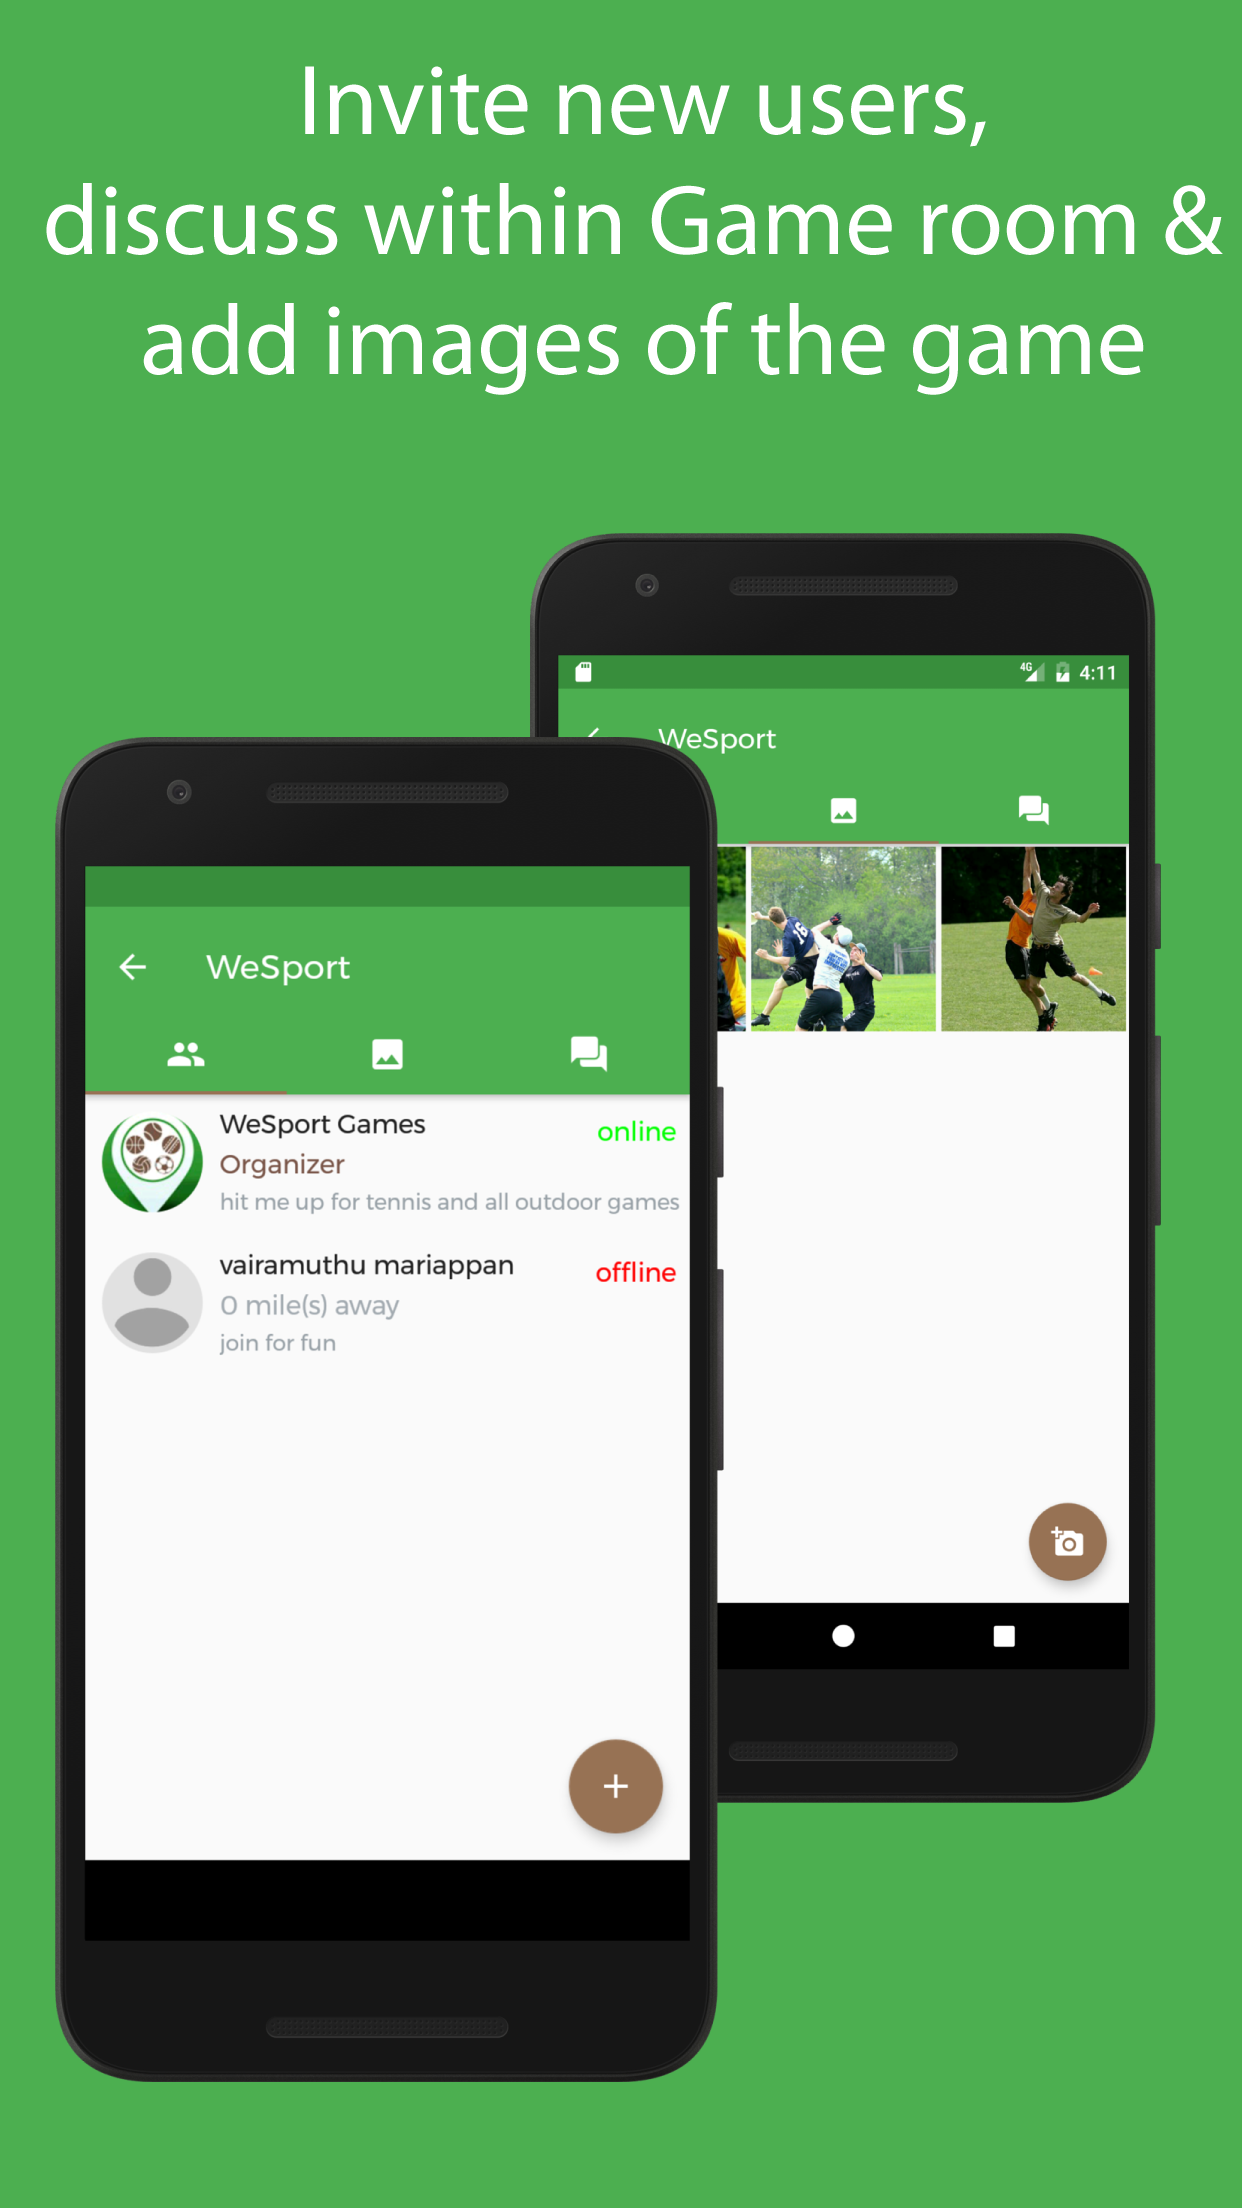 Invite new users,
discuss within Game room &
add images of the game
4G 4:11
WeSport
16
WeSport
WeSport Games
online
Organizer
hit me up for tennis and all outdoor games
vairamuthu mariappan
offline
0 mile(s) away
join for fun